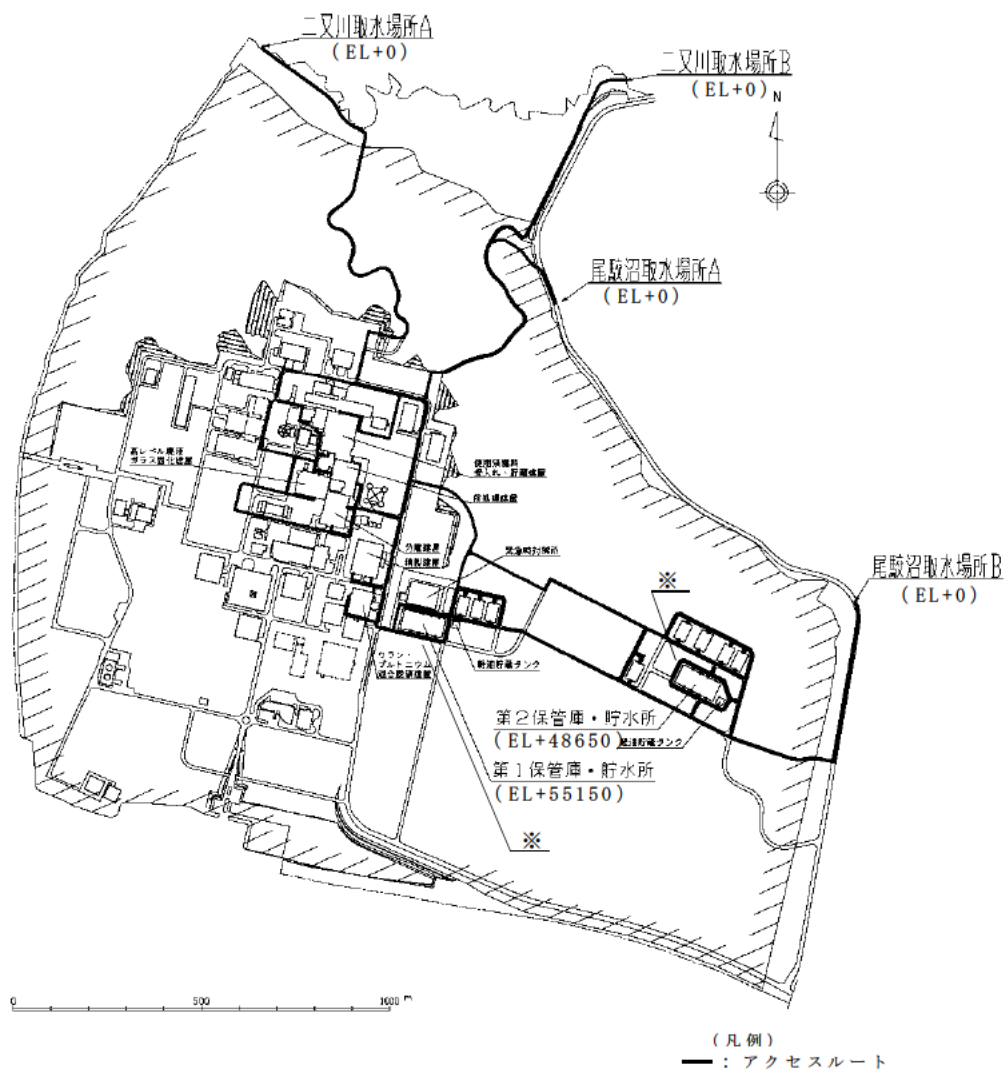 二又川取水場所A
(EL+0)
二又川取水場所B
(EL+0)
N
尾駮沼取水場所A
(EL+0)
高レベル廃液
ガラス固化建屋
使用済燃料
受入れ・貯蔵建屋
前処理建屋
分離建屋
精製建屋
緊急時対策所
尾駮沼取水場所B
(EL+0)
※
ウラン・
プルトニウム
混合脱硝建屋
軽油貯蔵タンク
第2保管庫・貯水所
(EL+48650)
軽油貯蔵タンク
第1保管庫・貯水所
(EL+55150)
※
0 500 1000 m
(凡例)
: アクセスルート